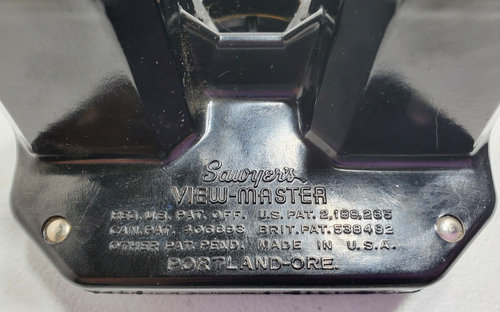 Sawyer's
VIEW-MASTER
REG. U.S. PAT. OFF. U.S. PAT. 2,189,285
CAN. PAT. 406893 BRIT. PAT. 538492
OTHER PAT. PEND. MADE IN U.S.A.
PORTLAND-ORE.